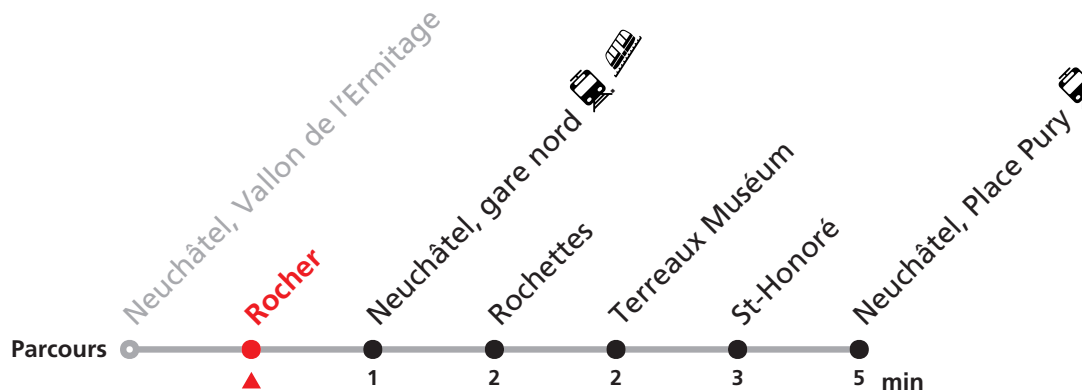 Neuchâtel, Vallon de l'Ermitage
Rocher
Neuchâtel, gare nord
Rochettes
Terreaux Muséum
St-Honoré
Neuchâtel, Place Pury
Parcours
1 2 2 3 5 min